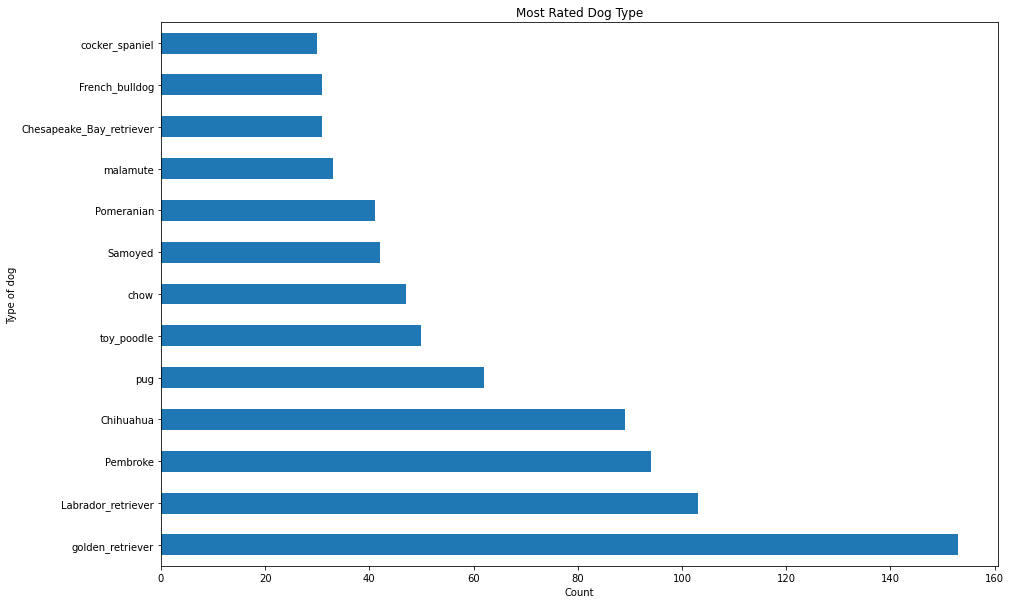 Most Rated Dog Type
Type of dog
cocker_spaniel
French_bulldog
Chesapeake_Bay_retriever
malamute
Pomeranian
Samoyed
chow
toy_poodle
pug
Chihuahua
Pembroke
Labrador_retriever
golden_retriever
0 20 40 60 80 100 120 140 160
Count